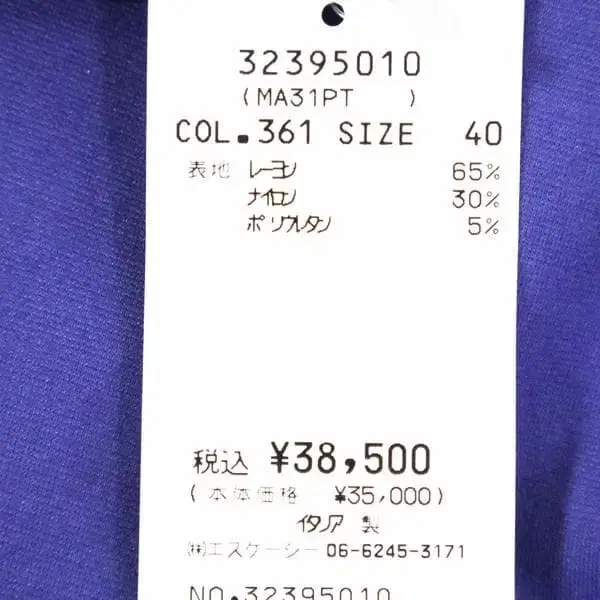 32395010
(MA31PT )
COL.361 SIZE 40
表地 レーヨン 65%
ナイロン 30%
ポリウレタン 5%
税込 ¥38,500
(本体価格 ¥35,000)
イタリア 製
㈱エスケーシー 06-6245-3171
NO.32395010